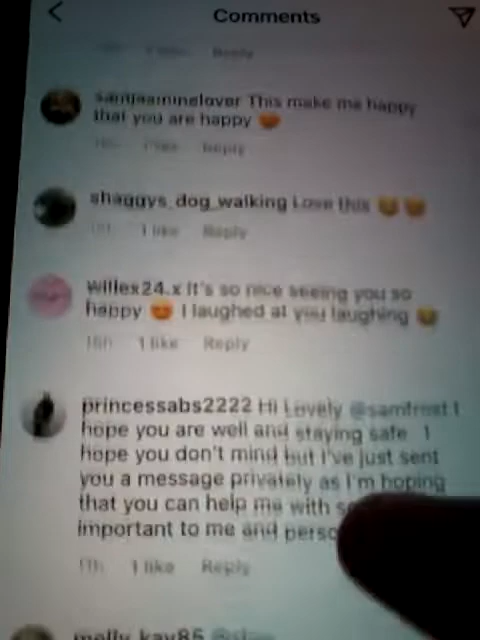 Comments
Reply
This make me happy
that you are happy
Reply
shaggys_dog_walking Love this
1 like Reply
willex24.x It's so nice seeing you so
happy I laughed at you laughing
16h 1 like Reply
princessabs2222 Hi Lovely @samfrost I
hope you are well and staying safe I
hope you don't mind but I've just sent
you a message privately as I'm hoping
that you can help me with
important to me and
1 like Reply
molly_kay85